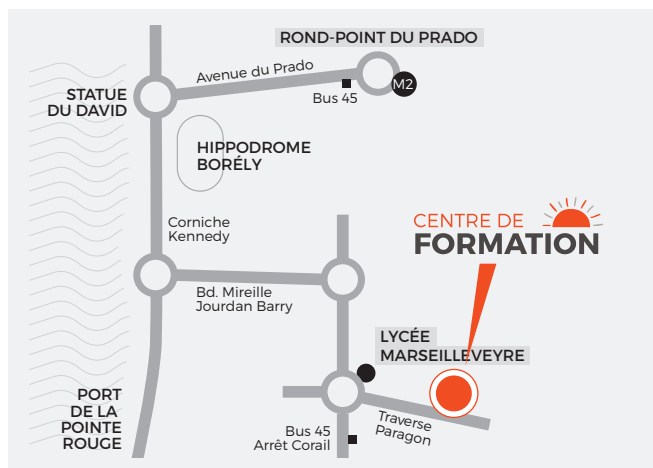 ROND-POINT DU PRADO
Avenue du Prado
M2
Bus 45
STATUE
DU DAVID
HIPPODROME
BORÉLY
Corniche
Kennedy
CENTRE DE
FORMATION
Bd. Mireille
Jourdan Barry
LYCÉE
MARSEILLEVEYRE
PORT
DE LA
POINTE
ROUGE
Traverse
Paragon
Bus 45
Arrêt Corail